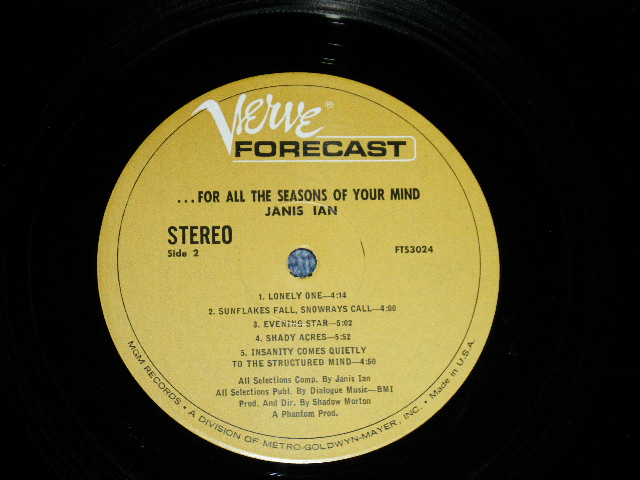 Verve®
FORECAST
...FOR ALL THE SEASONS OF YOUR MIND
JANIS IAN
STEREO
Side 2
FTS3024
1. LONELY ONE—4:14
2. SUNFLAKES FALL, SNOWRAYS CALL—4:00
3. EVENING STAR—5:02
4. SHADY ACRES—5:52
5. INSANITY COMES QUIETLY
TO THE STRUCTURED MIND—4:50
All Selections Comp. By Janis Ian
All Selections Publ. By Dialogue Music—BMI
Prod. And Dir. By Shadow Morton
A Phantom Prod.
MGM RECORDS • A DIVISION OF METRO-GOLDWYN-MAYER, INC. • Made in U.S.A.